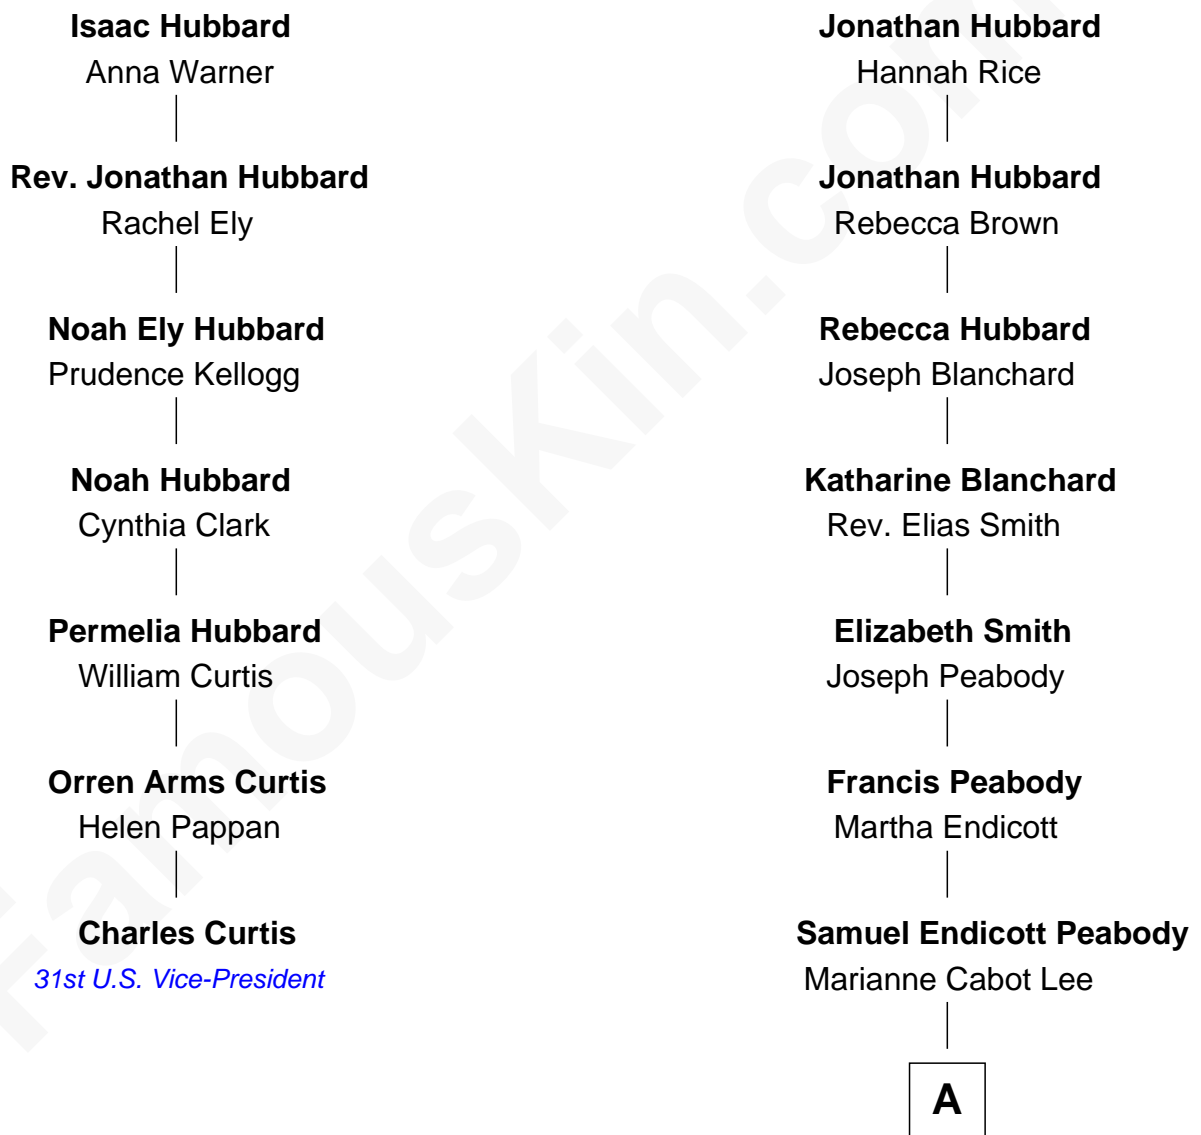 Isaac Hubbard
Anna Warner
Rev. Jonathan Hubbard
Rachel Ely
Noah Ely Hubbard
Prudence Kellogg
Noah Hubbard
Cynthia Clark
Permelia Hubbard
William Curtis
Orren Arms Curtis
Helen Pappan
Charles Curtis
31st U.S. Vice-President
Jonathan Hubbard
Hannah Rice
Jonathan Hubbard
Rebecca Brown
Rebecca Hubbard
Joseph Blanchard
Katharine Blanchard
Rev. Elias Smith
Elizabeth Smith
Joseph Peabody
Francis Peabody
Martha Endicott
Samuel Endicott Peabody
Marianne Cabot Lee
A
FamousKin.com